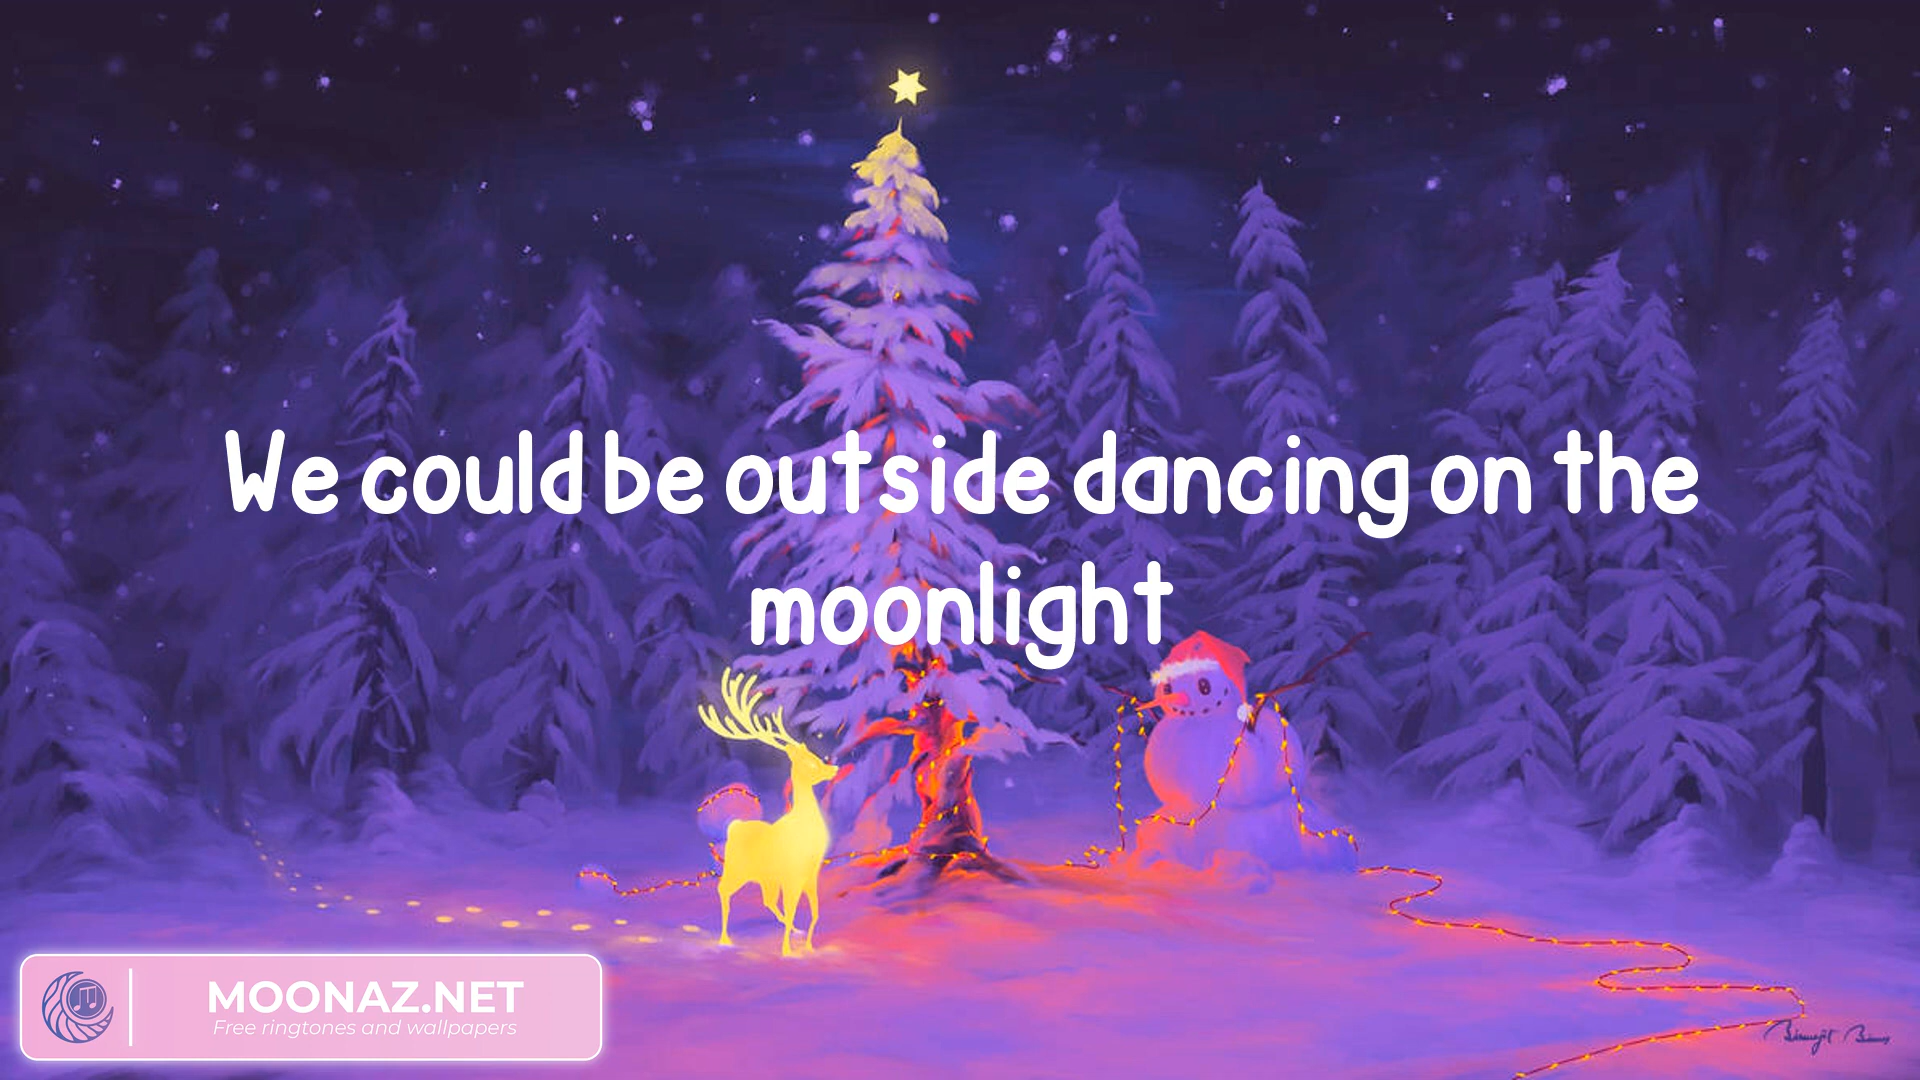 We could be outside dancing on the
moonlight
MOONAZ.NET
Free ringtones and wallpapers